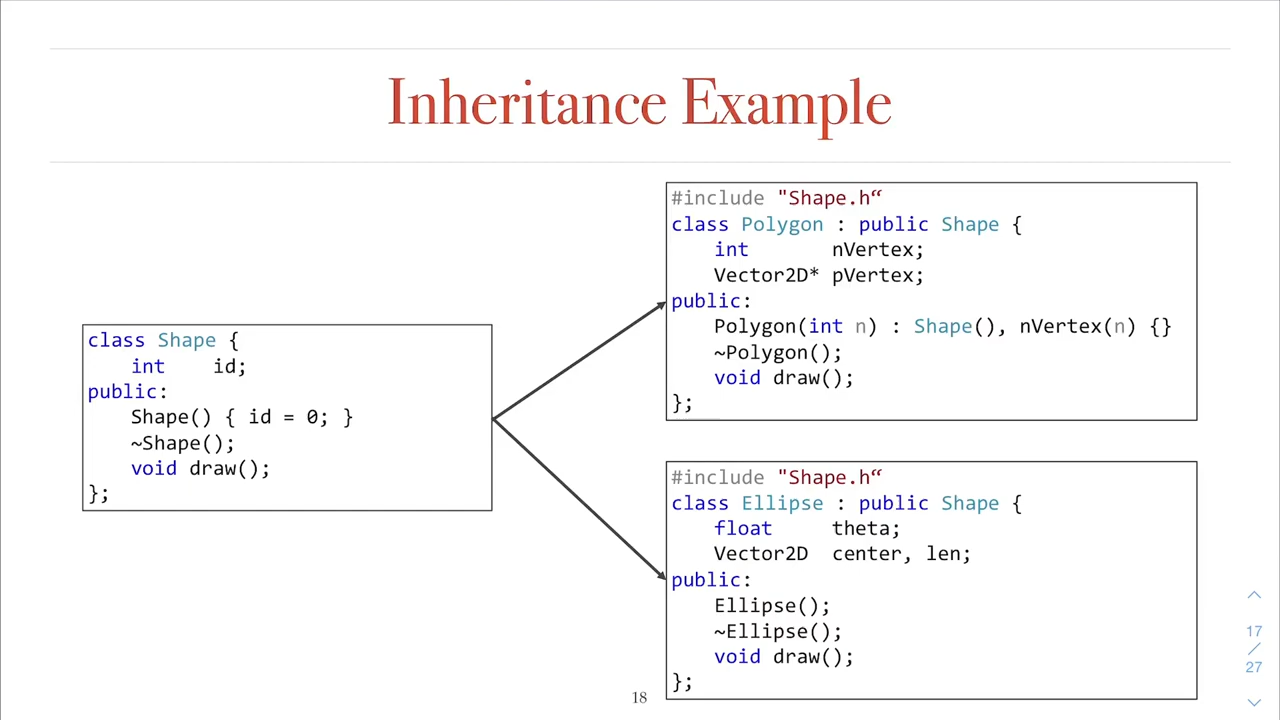 Inheritance Example
class Shape {
int id;
public:
Shape() { id = 0; }
~Shape();
void draw();
};
#include "Shape.h“
class Polygon : public Shape {
int nVertex;
Vector2D* pVertex;
public:
Polygon(int n) : Shape(), nVertex(n) {}
~Polygon();
void draw();
};
#include "Shape.h“
class Ellipse : public Shape {
float theta;
Vector2D center, len;
public:
Ellipse();
~Ellipse();
void draw();
};
18
17
/
27